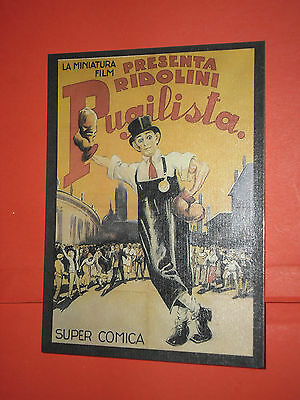 LA MINIATURA
FILM
PRESENTA
RIDOLINI
Pugilista.
SUPER COMICA